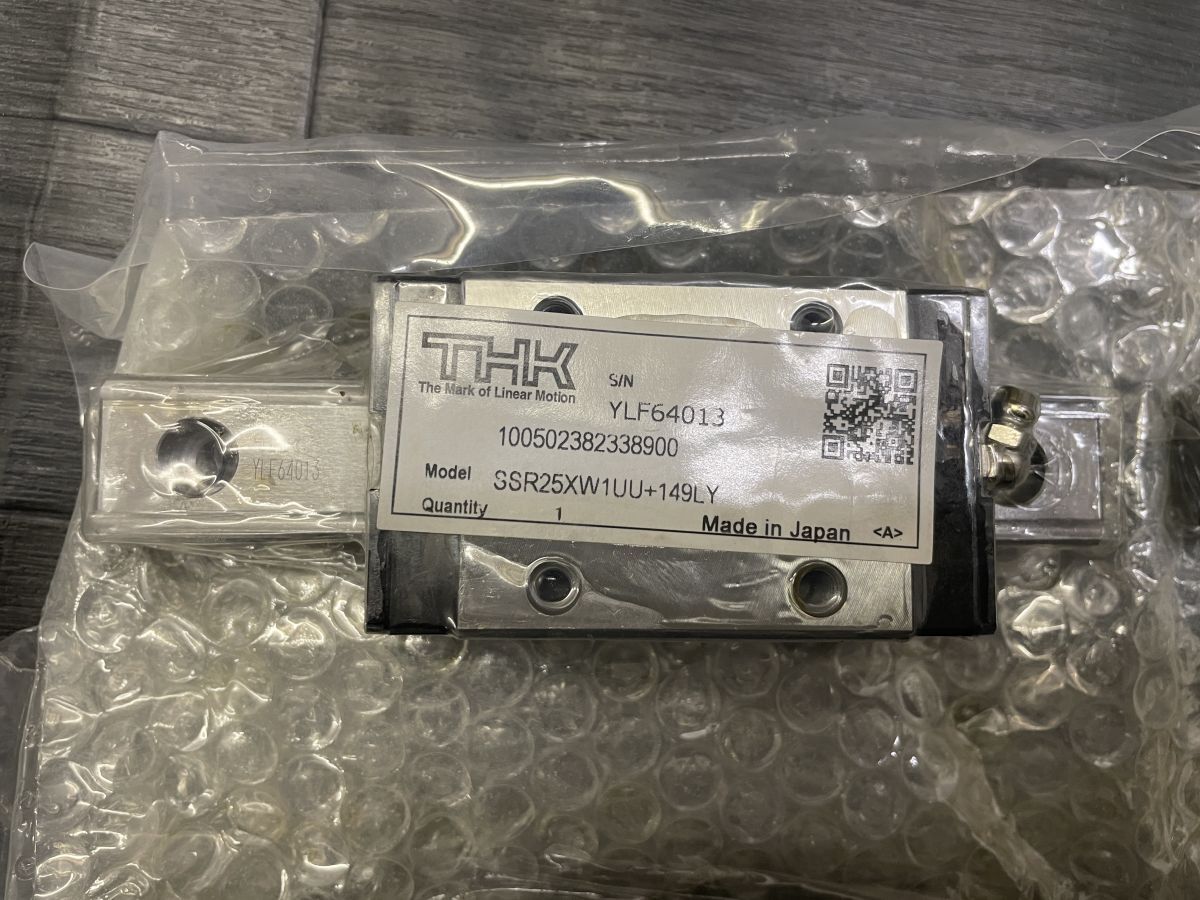 THK
The Mark of Linear Motion
S/N
YLF64013
100502382338900
Model SSR25XW1UU+149LY
Quantity 1
Made in Japan <A>
YLF64013